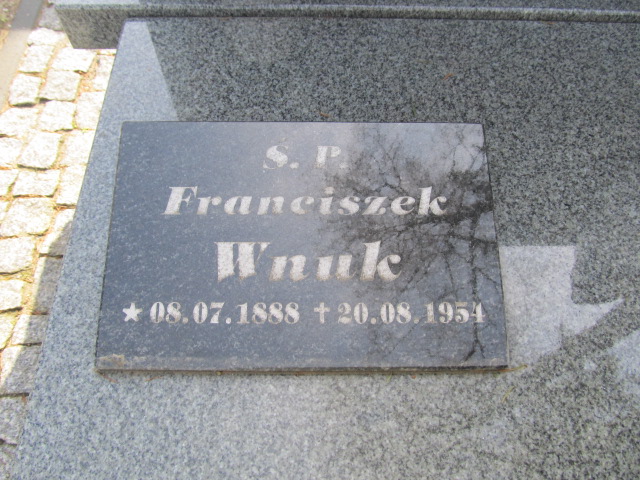 Ś. P.
Franciszek
Wnuk
★ 08.07.1888 ✝ 20.08.1954